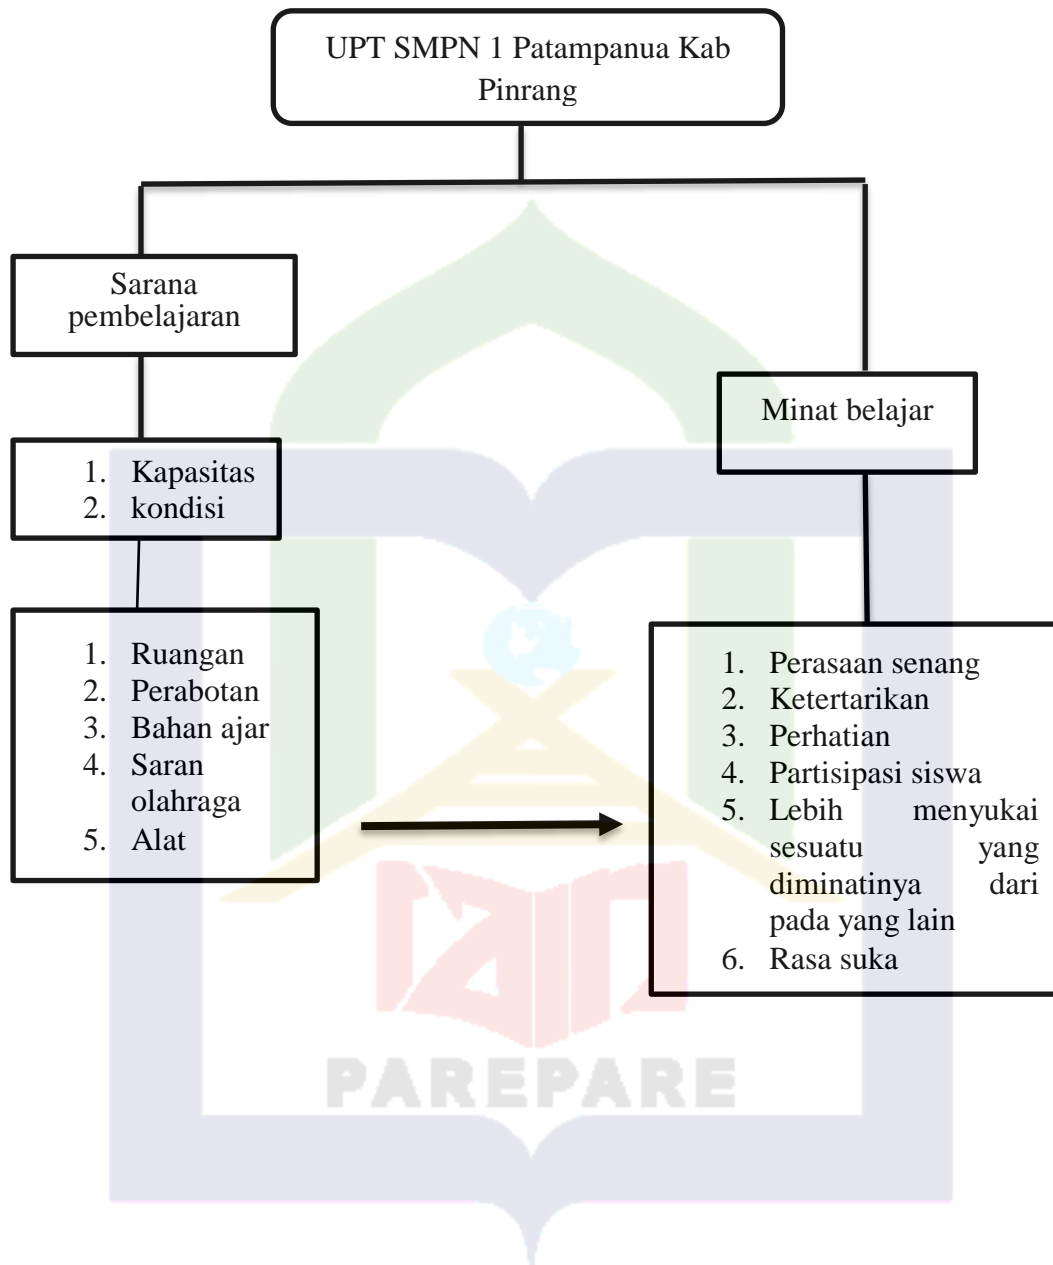 UPT SMPN 1 Patampanua Kab
Pinrang
Sarana
pembelajaran
Minat belajar
1. Kapasitas
2. kondisi
1. Ruangan
2. Perabotan
3. Bahan ajar
4. Saran
olahraga
5. Alat
1. Perasaan senang
2. Ketertarikan
3. Perhatian
4. Partisipasi siswa
5. Lebih menyukai
sesuatu yang
diminatinya dari
pada yang lain
6. Rasa suka
iain
PAREPARE